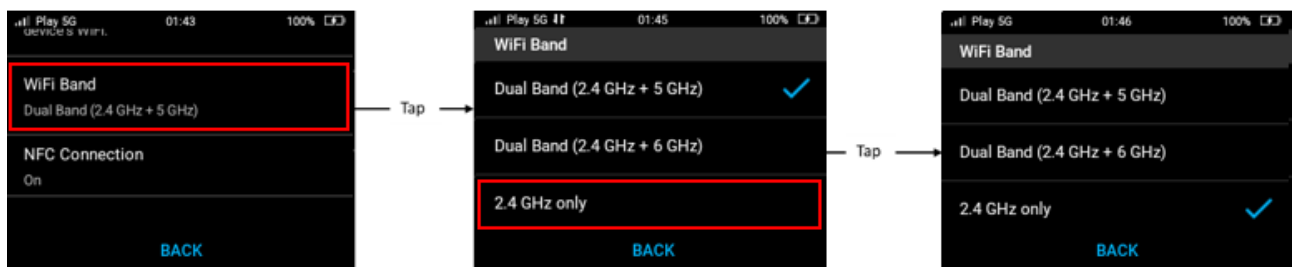 Play 5G 01:43 100%
device's WiFi.
WiFi Band
Dual Band (2.4 GHz + 5 GHz)
NFC Connection
On
BACK
Tap
Play 5G 01:45 100%
WiFi Band
Dual Band (2.4 GHz + 5 GHz)
Dual Band (2.4 GHz + 6 GHz)
2.4 GHz only
BACK
Tap
Play 5G 01:46 100%
WiFi Band
Dual Band (2.4 GHz + 5 GHz)
Dual Band (2.4 GHz + 6 GHz)
2.4 GHz only
BACK